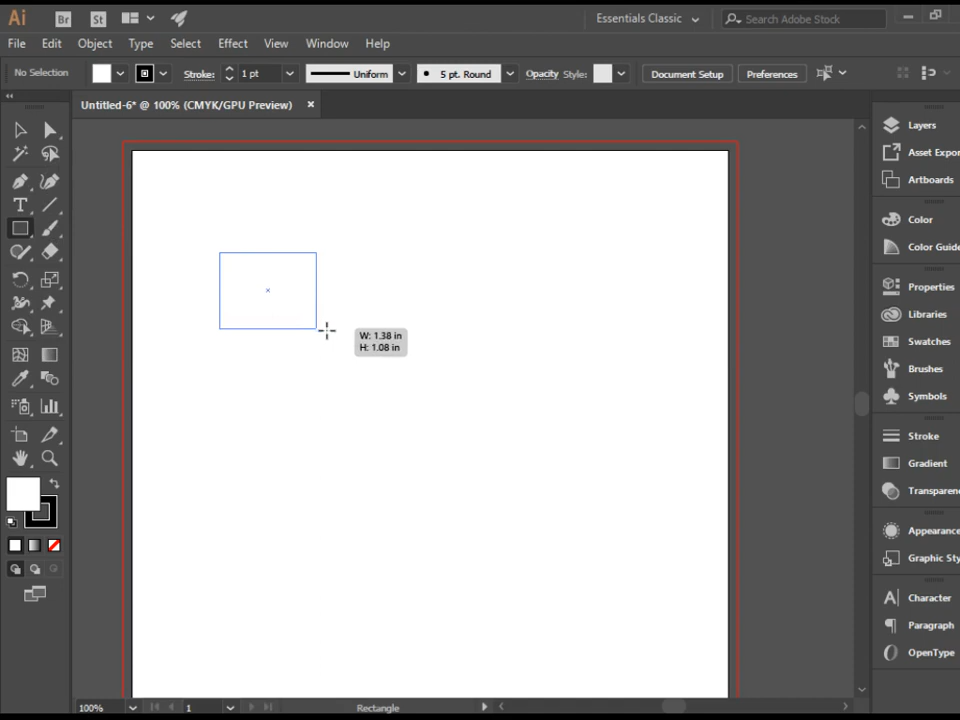 Ai Br St Essentials Classic Search Adobe Stock
File Edit Object Type Select Effect View Window Help
No Selection Stroke: 1 pt Uniform 5 pt. Round Opacity Style: Document Setup Preferences
Untitled-6* @ 100% (CMYK/GPU Preview) ×
Layers
Asset Expo
Artboards
Color
Color Guide
Properties
Libraries
Swatches
Brushes
Symbols
W: 1.38 in
H: 1.08 in
Stroke
Gradient
Transparen
Appearance
Graphic Sty
Character
Paragraph
OpenType
100% 1 Rectangle